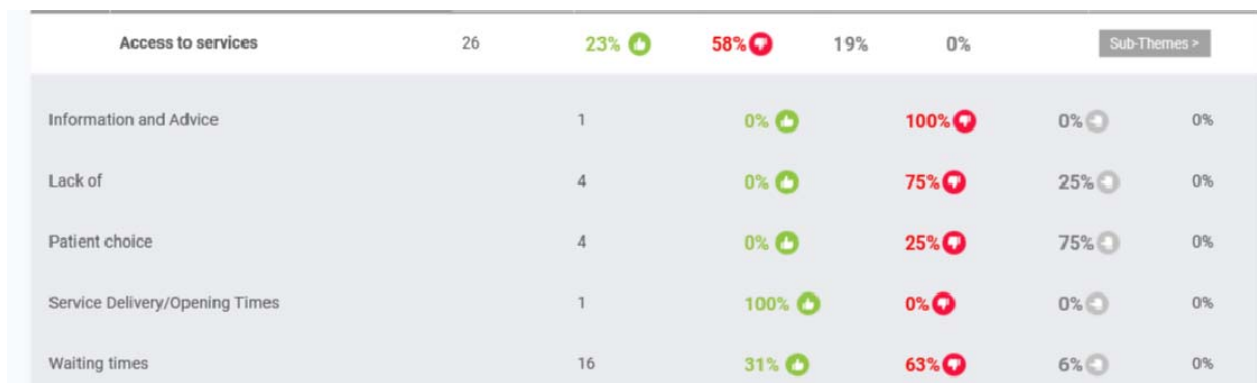 Access to services 26 23% 58% 19% 0% Sub-Themes >
Information and Advice 1 0% 100% 0% 0%
Lack of 4 0% 75% 25% 0%
Patient choice 4 0% 25% 75% 0%
Service Delivery/Opening Times 1 100% 0% 0% 0%
Waiting times 16 31% 63% 6% 0%